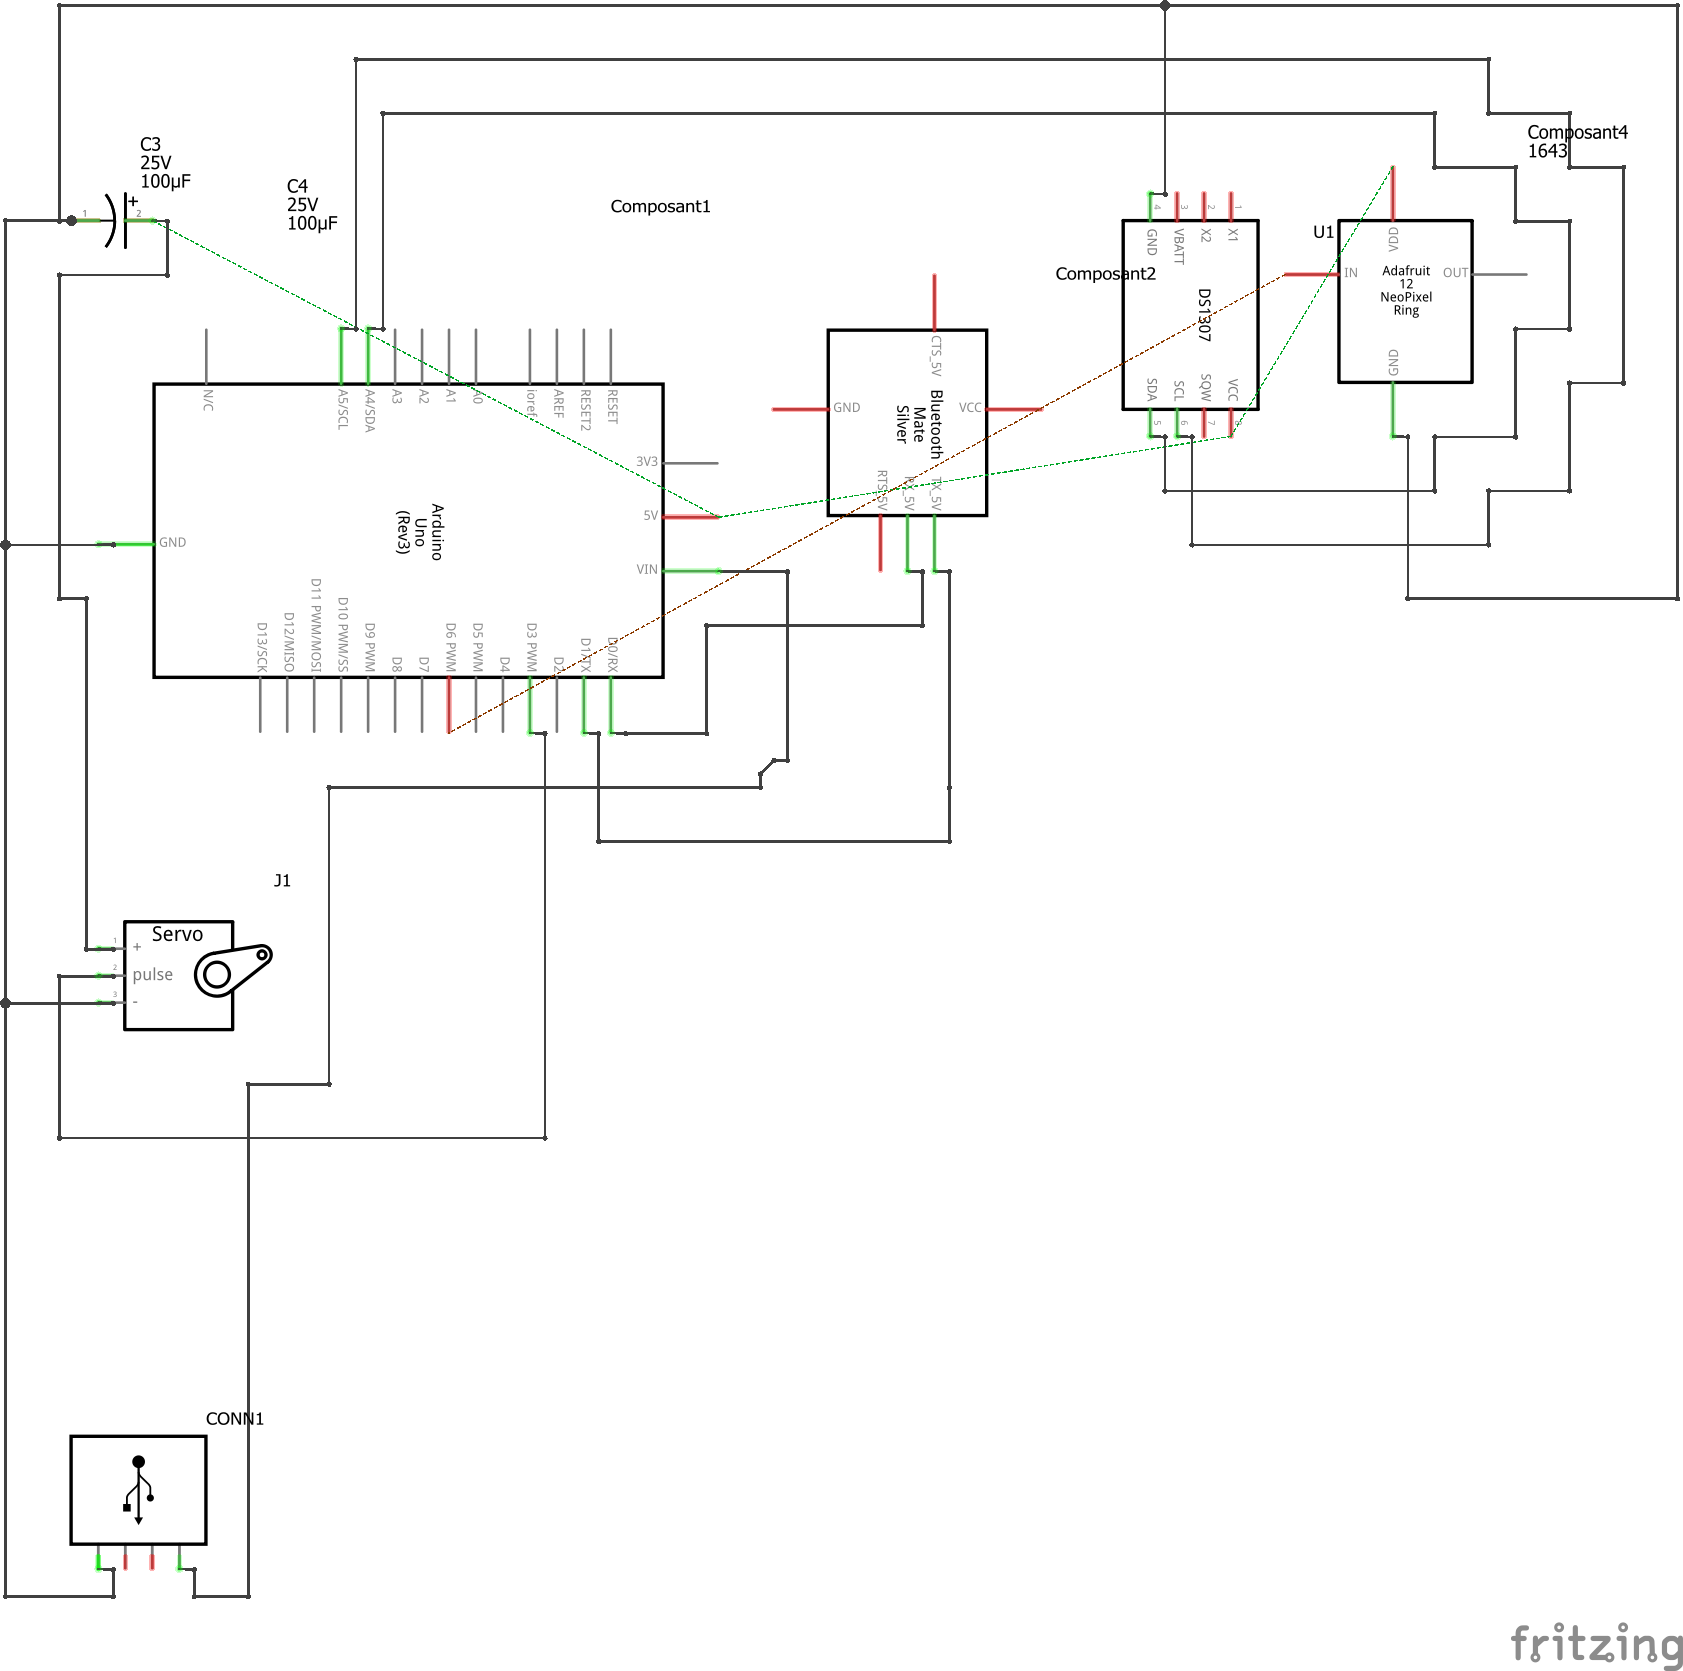 C3
25V
100µF
+
1
2
C4
25V
100µF
Composant1
Composant2
Composant4
1643
U1
4
3
2
1
GND
VBATT
X2
X1
DS1307
SDA
SCL
SQW
VCC
5
6
7
VDD
IN
OUT
Adafruit
12
NeoPixel
Ring
GND
CTS_5V
GND
VCC
Bluetooth
Mate
Silver
RTS_5V
RX_5V
TX_5V
N/C
A5/SCL
A4/SDA
A3
A2
A1
A0
ioref
AREF
RESET2
RESET
3V3
5V
VIN
GND
Arduino
Uno
(Rev3)
D13/SCK
D12/MISO
D11 PWM/MOSI
D10 PWM/SS
D9 PWM
D8
D7
D6 PWM
D5 PWM
D4
D3 PWM
D2
D1/TX
D0/RX
J1
Servo
1
+
2
pulse
3
-
CONN1
fritzing